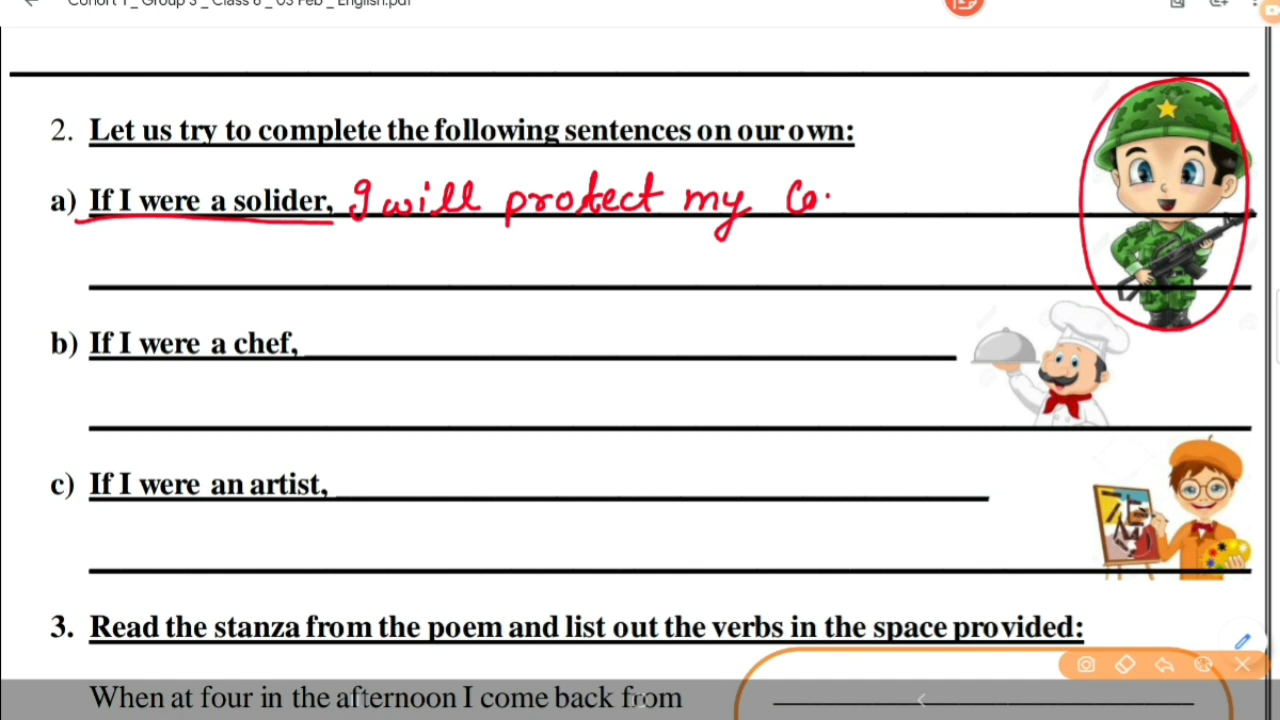 2. Let us try to complete the following sentences on our own:
a) If I were a solider, I will protect my Co.
b) If I were a chef,
c) If I were an artist,
3. Read the stanza from the poem and list out the verbs in the space provided:
When at four in the afternoon I come back from